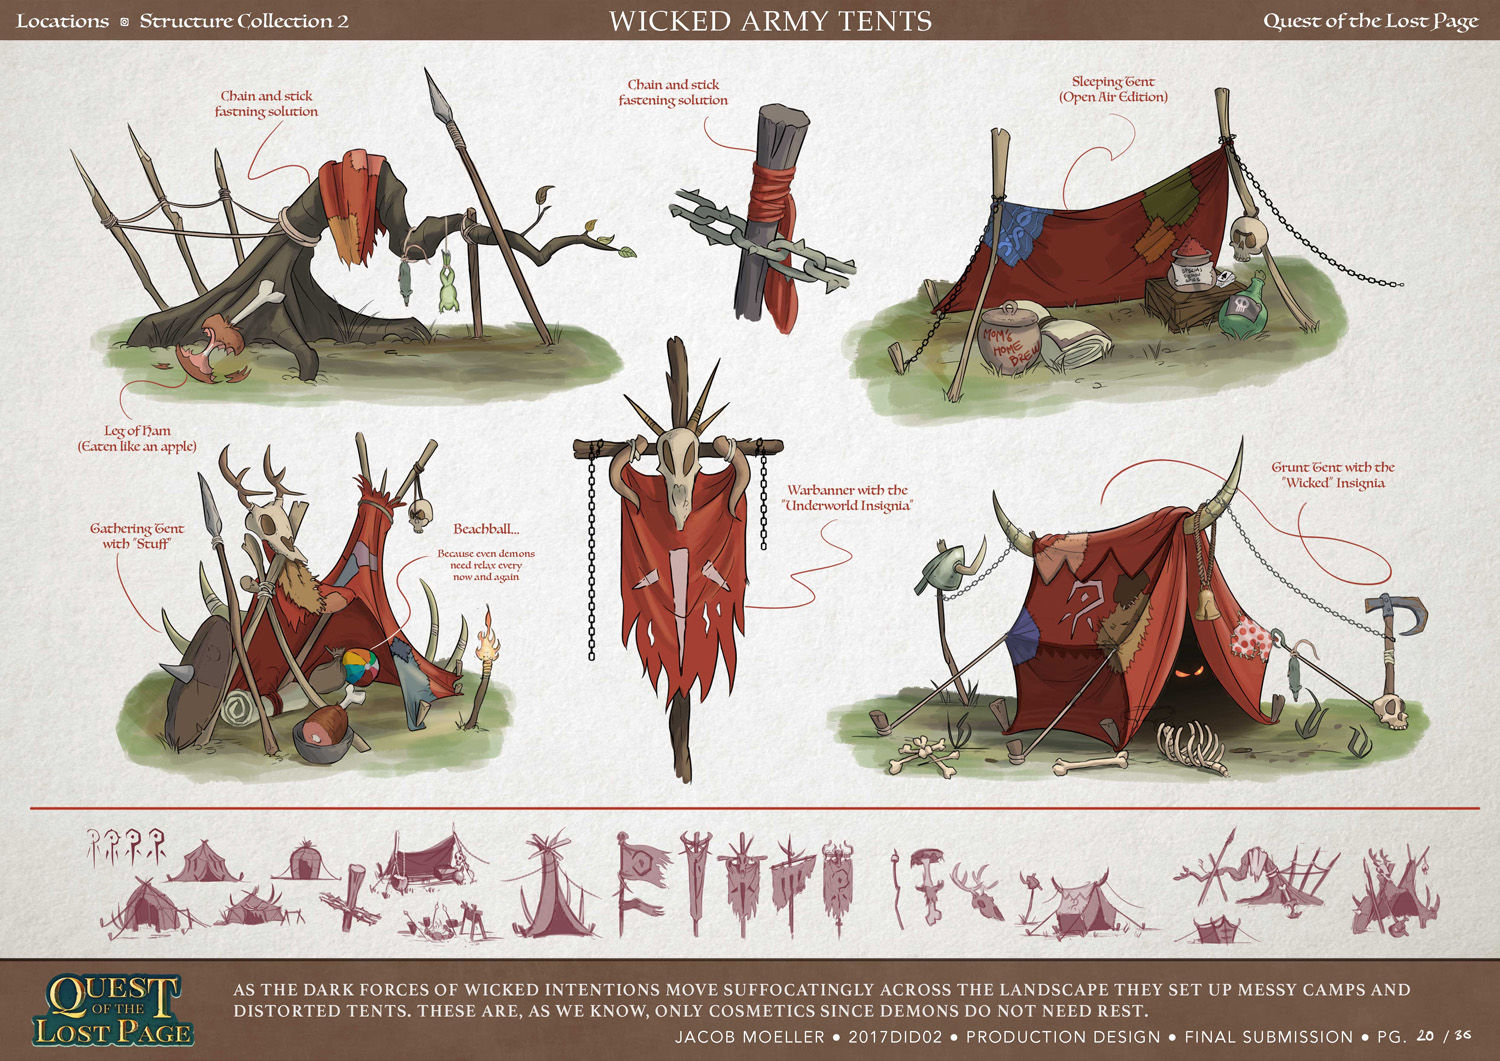 Locations ◙ Structure Collection 2
WICKED ARMY TENTS
Quest of the Lost Page
Chain and stick
fastning solution
Chain and stick
fastening solution
Sleeping Tent
(Open Air Edition)
MOM'S
HOME
BREW
SPECIAL
Leg of Ham
(Eaten like an apple)
Gathering Tent
with "Stuff"
Beachball...
Because even demons
need relax every
now and again
Warbanner with the
"Underworld Insignia"
Grunt Tent with the
"Wicked" Insignia
QUEST
OF THE
LOST PAGE
AS THE DARK FORCES OF WICKED INTENTIONS MOVE SUFFOCATINGLY ACROSS THE LANDSCAPE THEY SET UP MESSY CAMPS AND
DISTORTED TENTS. THESE ARE, AS WE KNOW, ONLY COSMETICS SINCE DEMONS DO NOT NEED REST.
JACOB MOELLER • 2017DID02 • PRODUCTION DESIGN • FINAL SUBMISSION • PG. 20 / 36